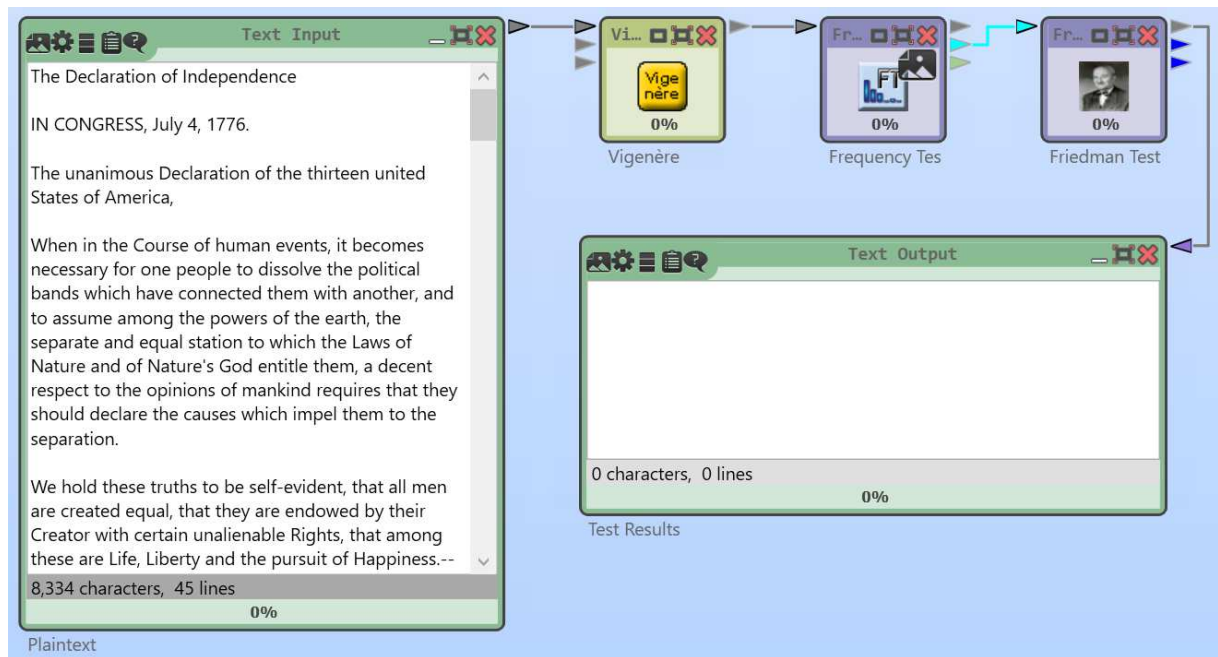 Text Input
The Declaration of Independence
IN CONGRESS, July 4, 1776.
The unanimous Declaration of the thirteen united
States of America,
When in the Course of human events, it becomes
necessary for one people to dissolve the political
bands which have connected them with another, and
to assume among the powers of the earth, the
separate and equal station to which the Laws of
Nature and of Nature's God entitle them, a decent
respect to the opinions of mankind requires that they
should declare the causes which impel them to the
separation.
We hold these truths to be self-evident, that all men
are created equal, that they are endowed by their
Creator with certain unalienable Rights, that among
these are Life, Liberty and the pursuit of Happiness.--
8,334 characters, 45 lines
0%
Plaintext
Vi...
Vige
nère
0%
Vigenère
Fr...
FT
0%
Frequency Tes
Fr...
0%
Friedman Test
Text Output
0 characters, 0 lines
0%
Test Results